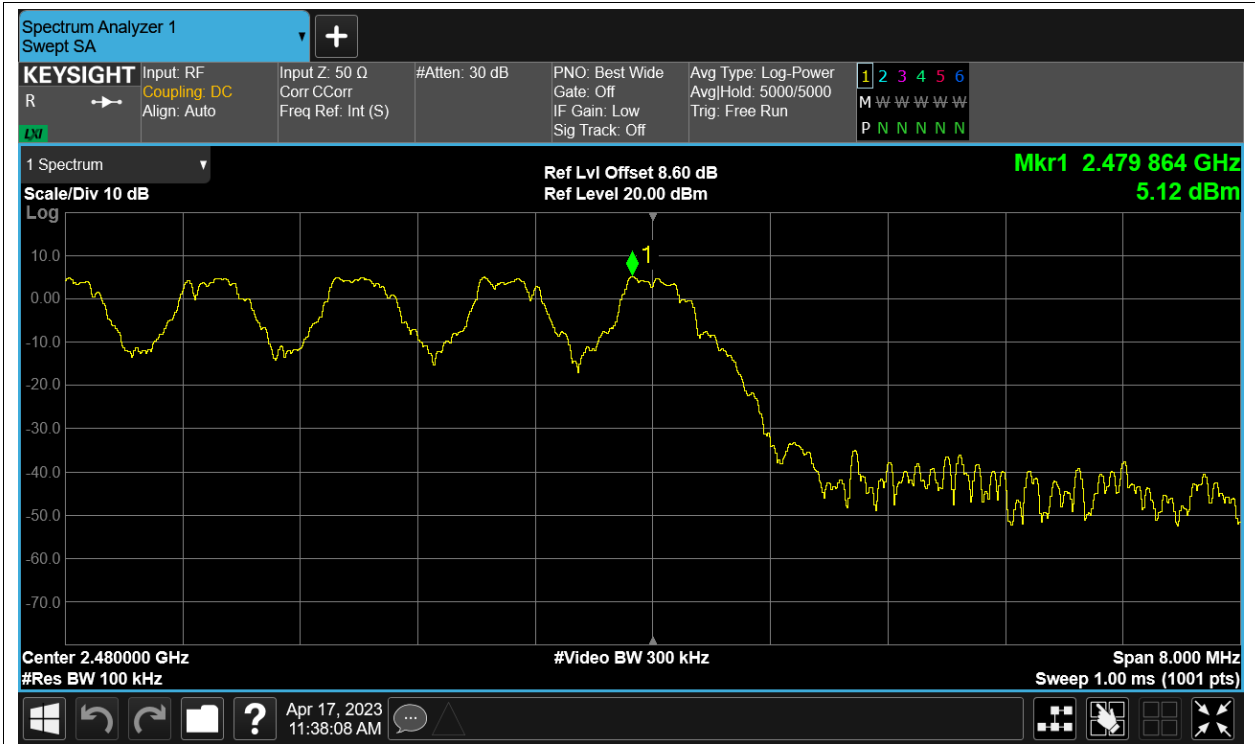 Spectrum Analyzer 1
Swept SA
KEYSIGHT
R
LXI
Input: RF
Coupling: DC
Align: Auto
Input Z: 50 Ω
Corr CCorr
Freq Ref: Int (S)
#Atten: 30 dB
PNO: Best Wide
Gate: Off
IF Gain: Low
Sig Track: Off
Avg Type: Log-Power
Avg|Hold: 5000/5000
Trig: Free Run
1 2 3 4 5 6
M W W W W W W
P N N N N N N
1 Spectrum
Scale/Div 10 dB
Log
Ref Lvl Offset 8.60 dB
Ref Level 20.00 dBm
Mkr1 2.479 864 GHz
5.12 dBm
1
10.0
0.00
-10.0
-20.0
-30.0
-40.0
-50.0
-60.0
-70.0
Center 2.480000 GHz
#Video BW 300 kHz
Span 8.000 MHz
#Res BW 100 kHz
Sweep 1.00 ms (1001 pts)
?
Apr 17, 2023
11:38:08 AM